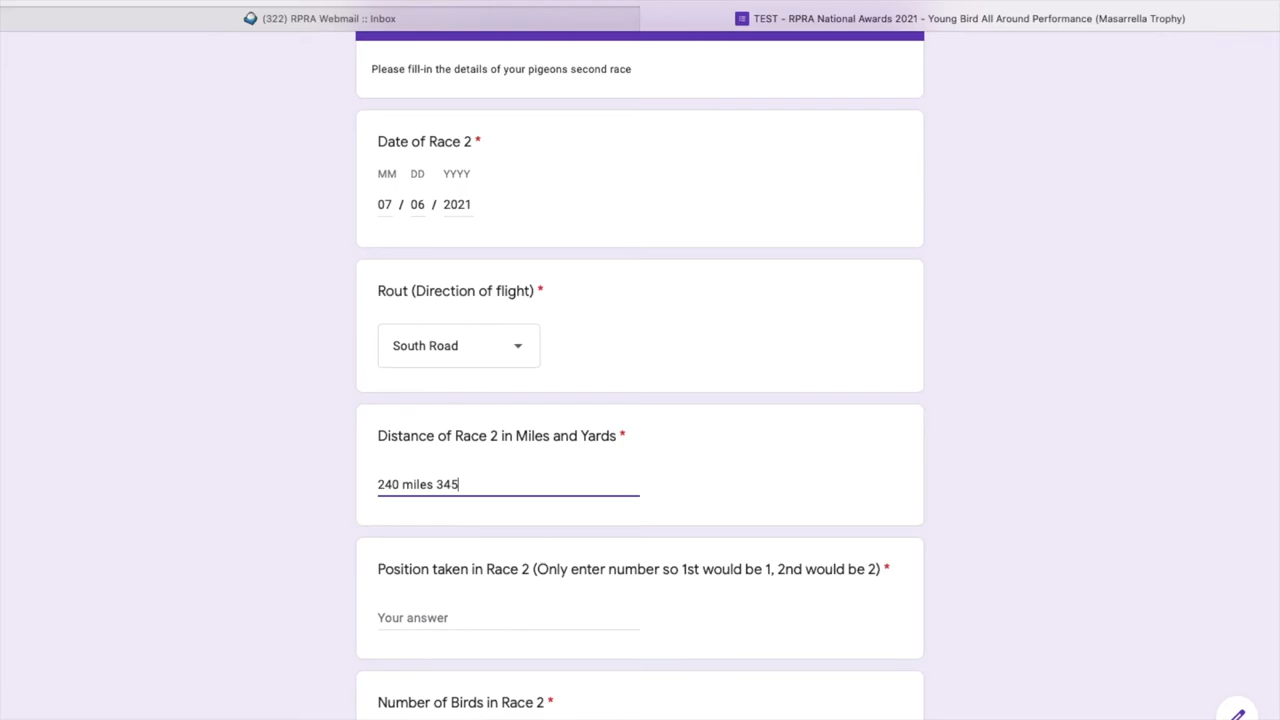 (322) RPRA Webmail :: Inbox
TEST - RPRA National Awards 2021 - Young Bird All Around Performance (Masarrella Trophy)
Please fill-in the details of your pigeons second race
Date of Race 2 *
MM DD YYYY
07 / 06 / 2021
Rout (Direction of flight) *
South Road
Distance of Race 2 in Miles and Yards *
240 miles 345
Position taken in Race 2 (Only enter number so 1st would be 1, 2nd would be 2) *
Your answer
Number of Birds in Race 2 *